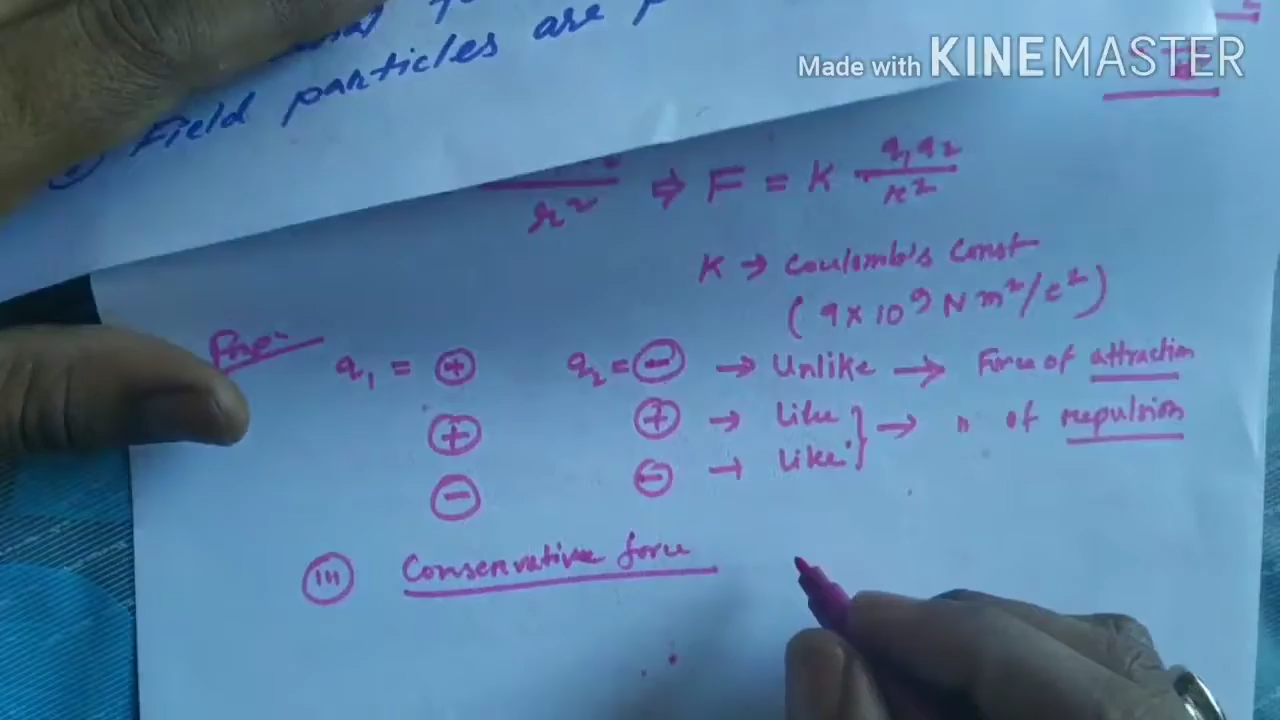 Made with KINEMASTER
Field particles are
r² ⇒ F = K q₁q₂/r²
K → Coulomb's Const
(9×10⁹ N m²/c²)
q₁ = ⊕ q₂ = ⊖ → Unlike → Force of attraction
⊕ ⊕ → like } → " of repulsion
⊖ ⊖ → like
(iii) Conservative force